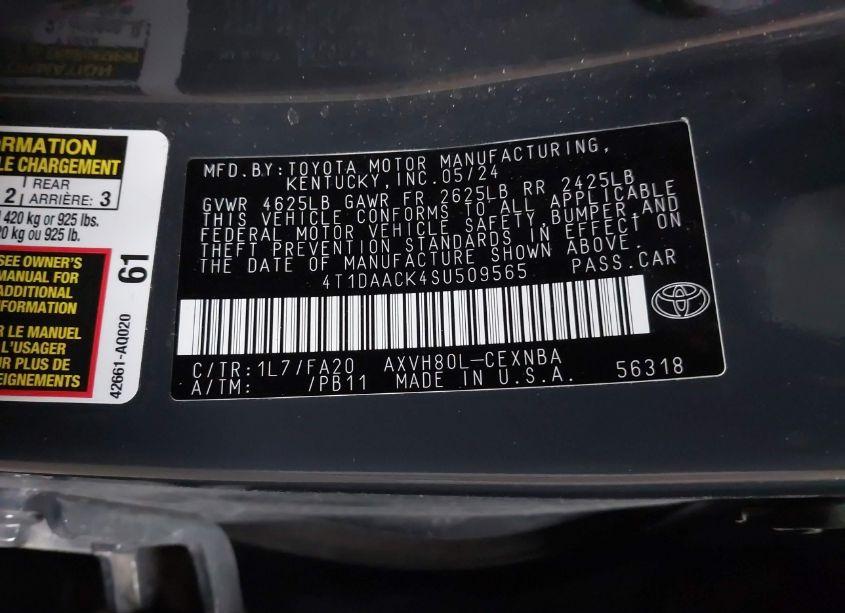 RMATION
LE CHARGEMENT
2 REAR
ARRIÈRE: 3
420 kg or 925 lbs.
20 kg ou 925 lb.
SEE OWNER'S
MANUAL FOR
ADDITIONAL
INFORMATION
R LE MANUEL
L'USAGER
UR PLUS DE
EIGNEMENTS
61
42661-AQ020
MFD.BY:TOYOTA MOTOR MANUFACTURING,
KENTUCKY,INC.05/24
GVWR 4625LB GAWR FR 2625LB RR 2425LB
THIS VEHICLE CONFORMS TO ALL APPLICABLE
FEDERAL MOTOR VEHICLE SAFETY,BUMPER,AND
THEFT PREVENTION STANDARDS IN EFFECT ON
THE DATE OF MANUFACTURE SHOWN ABOVE.
4T1DAACK4SU509565 PASS.CAR
C/TR:1L7/FA20 AXVH80L-CEXNBA
A/TM: /PB11 MADE IN U.S.A. 56318